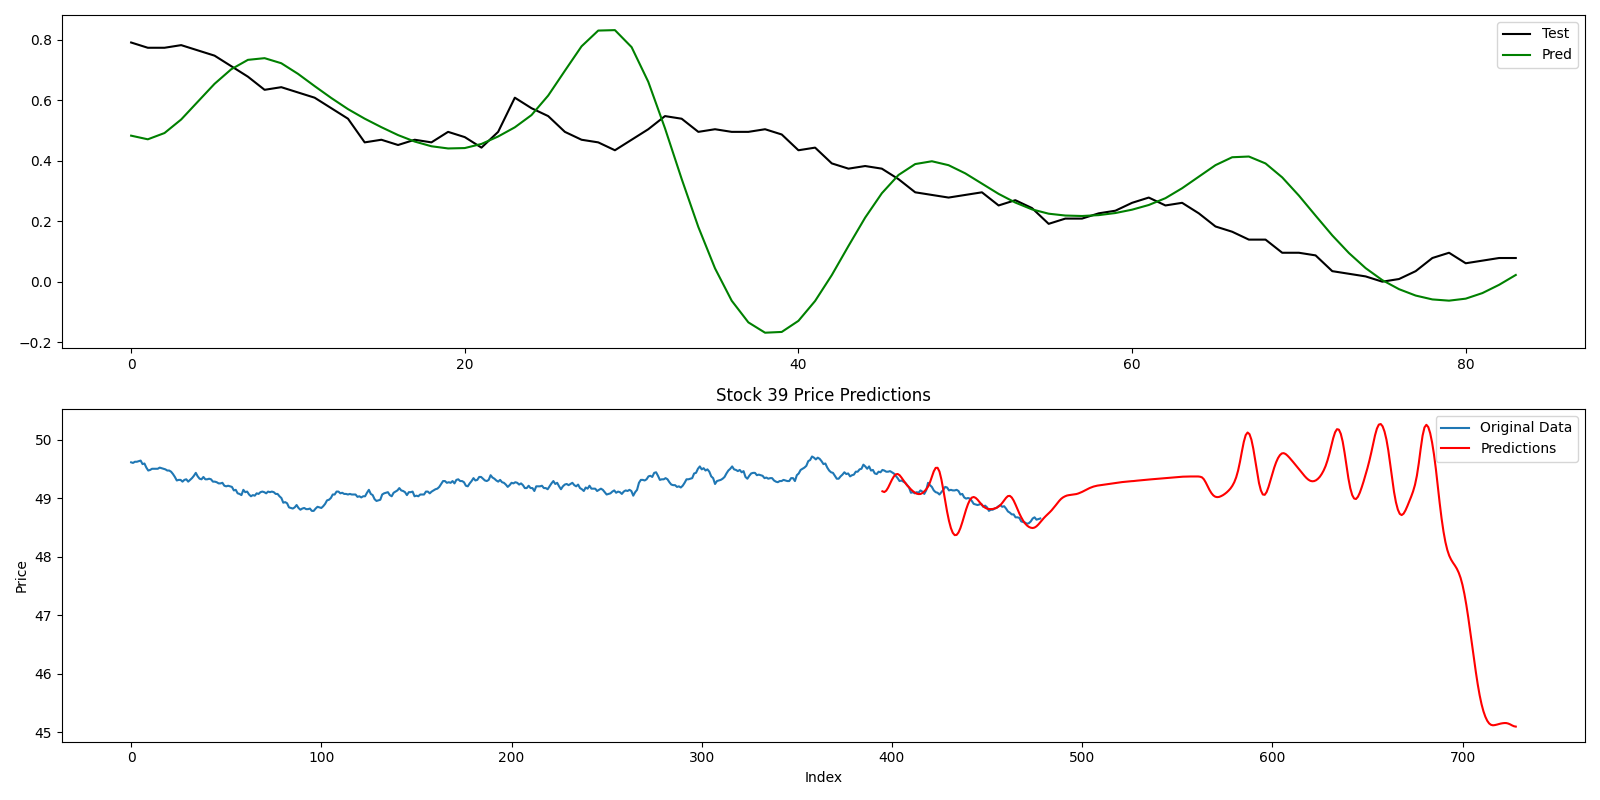 0.8
0.6
0.4
0.2
0.0
−0.2
0 20 40 60 80
Test
Pred
Stock 39 Price Predictions
Original Data
Predictions
Price
50
49
48
47
46
45
0 100 200 300 400 500 600 700
Index